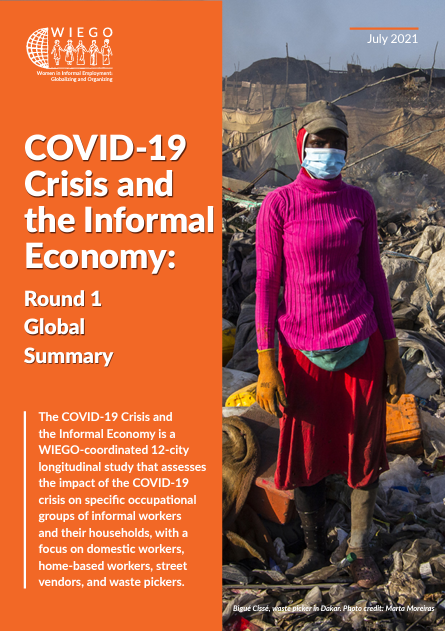 WIEGO
Women in Informal Employment:
Globalizing and Organizing
July 2021
COVID-19
Crisis and
the Informal
Economy:
Round 1
Global
Summary
The COVID-19 Crisis and
the Informal Economy is a
WIEGO-coordinated 12-city
longitudinal study that assesses
the impact of the COVID-19
crisis on specific occupational
groups of informal workers
and their households, with a
focus on domestic workers,
home-based workers, street
vendors, and waste pickers.
Bigué Cissé, waste picker in Dakar. Photo credit: Marta Moreiras